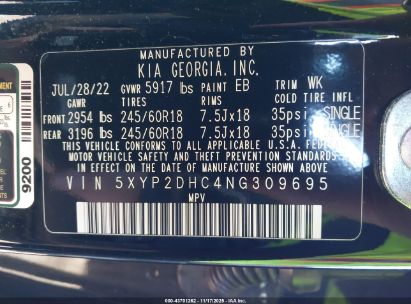 MANUFACTURED BY
KIA GEORGIA, INC.
JUL/28/22 GVWR 5917 lbs PAINT EB TRIM WK
GAWR TIRES RIMS COLD TIRE INFL
FRONT 2954 lbs 245/60R18 7.5Jx18 35psi SINGLE
REAR 3196 lbs 245/60R18 7.5Jx18 35psi SINGLE
THIS VEHICLE CONFORMS TO ALL APPLICABLE U.S.A. FEDERAL
MOTOR VEHICLE SAFETY STANDARDS IN EFFECT ON
THE DATE OF MANUFACTURE SHOWN ABOVE.
VIN 5XYP2DHC4NG309695
MPV
9200